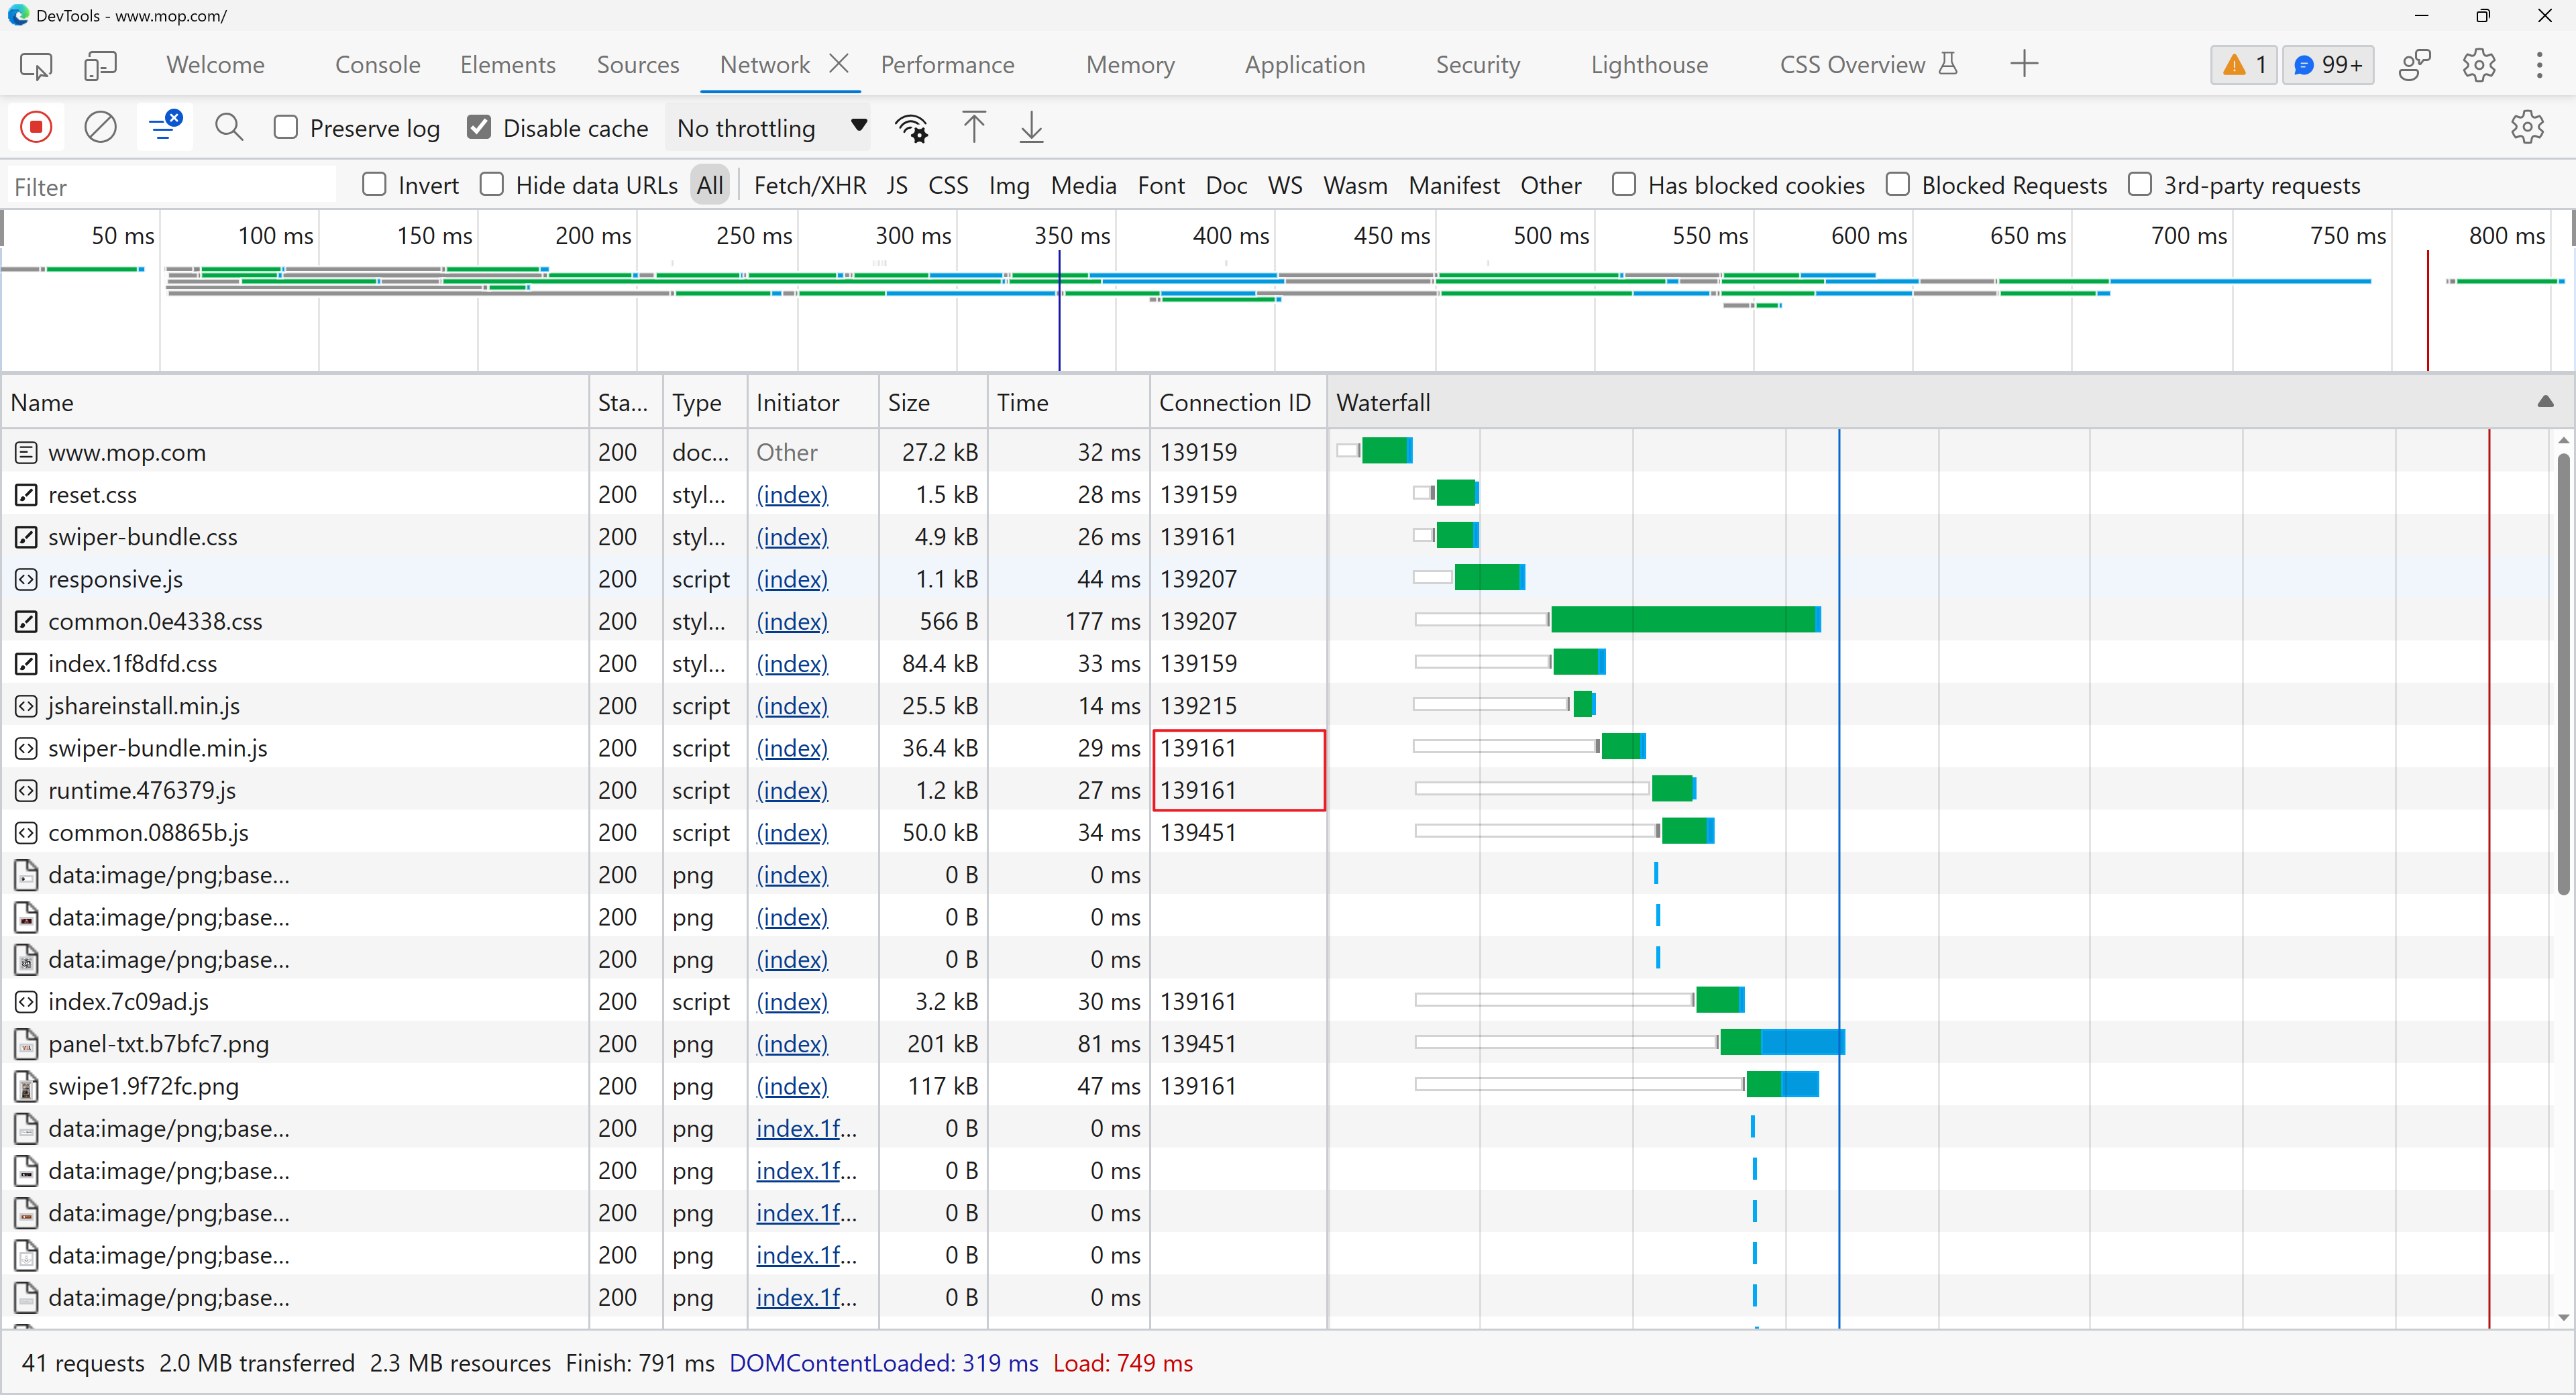 DevTools - www.mop.com/
Welcome Console Elements Sources Network Performance Memory Application Security Lighthouse CSS Overview 1 99+
Preserve log Disable cache No throttling
Filter Invert Hide data URLs All Fetch/XHR JS CSS Img Media Font Doc WS Wasm Manifest Other Has blocked cookies Blocked Requests 3rd-party requests
50 ms 100 ms 150 ms 200 ms 250 ms 300 ms 350 ms 400 ms 450 ms 500 ms 550 ms 600 ms 650 ms 700 ms 750 ms 800 ms
Name Sta... Type Initiator Size Time Connection ID Waterfall
www.mop.com 200 doc... Other 27.2 kB 32 ms 139159
reset.css 200 styl... (index) 1.5 kB 28 ms 139159
swiper-bundle.css 200 styl... (index) 4.9 kB 26 ms 139161
responsive.js 200 script (index) 1.1 kB 44 ms 139207
common.0e4338.css 200 styl... (index) 566 B 177 ms 139207
index.1f8dfd.css 200 styl... (index) 84.4 kB 33 ms 139159
jshareinstall.min.js 200 script (index) 25.5 kB 14 ms 139215
swiper-bundle.min.js 200 script (index) 36.4 kB 29 ms 139161
runtime.476379.js 200 script (index) 1.2 kB 27 ms 139161
common.08865b.js 200 script (index) 50.0 kB 34 ms 139451
data:image/png;base... 200 png (index) 0 B 0 ms
data:image/png;base... 200 png (index) 0 B 0 ms
data:image/png;base... 200 png (index) 0 B 0 ms
index.7c09ad.js 200 script (index) 3.2 kB 30 ms 139161
panel-txt.b7bfc7.png 200 png (index) 201 kB 81 ms 139451
swipe1.9f72fc.png 200 png (index) 117 kB 47 ms 139161
data:image/png;base... 200 png index.1f... 0 B 0 ms
data:image/png;base... 200 png index.1f... 0 B 0 ms
data:image/png;base... 200 png index.1f... 0 B 0 ms
data:image/png;base... 200 png index.1f... 0 B 0 ms
data:image/png;base... 200 png index.1f... 0 B 0 ms
41 requests 2.0 MB transferred 2.3 MB resources Finish: 791 ms DOMContentLoaded: 319 ms Load: 749 ms